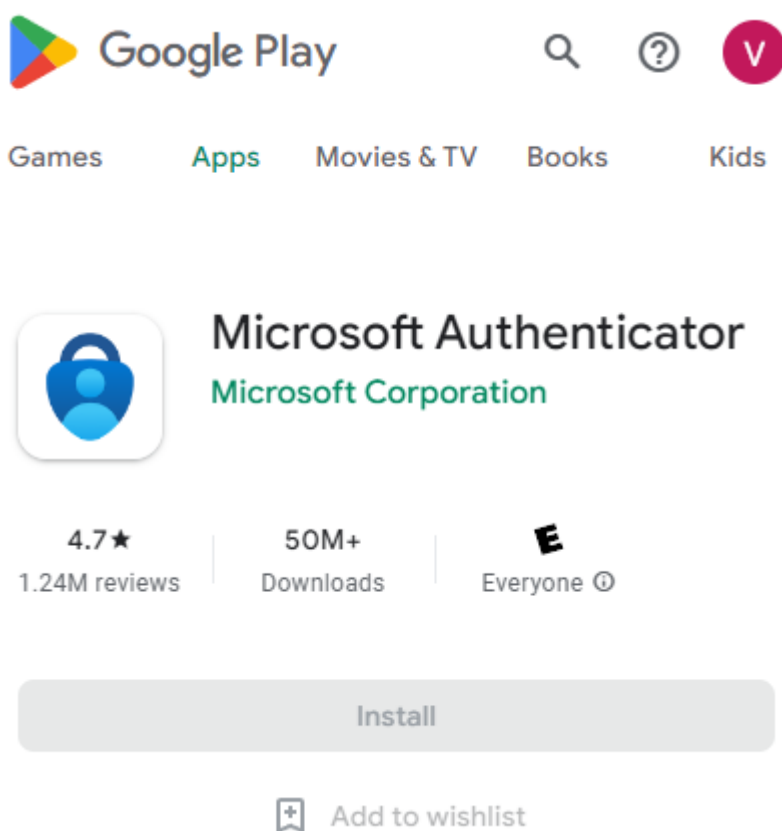 Google Play
V
Games Apps Movies & TV Books Kids
Microsoft Authenticator
Microsoft Corporation
4.7★ 50M+ E
1.24M reviews Downloads Everyone
Install
Add to wishlist